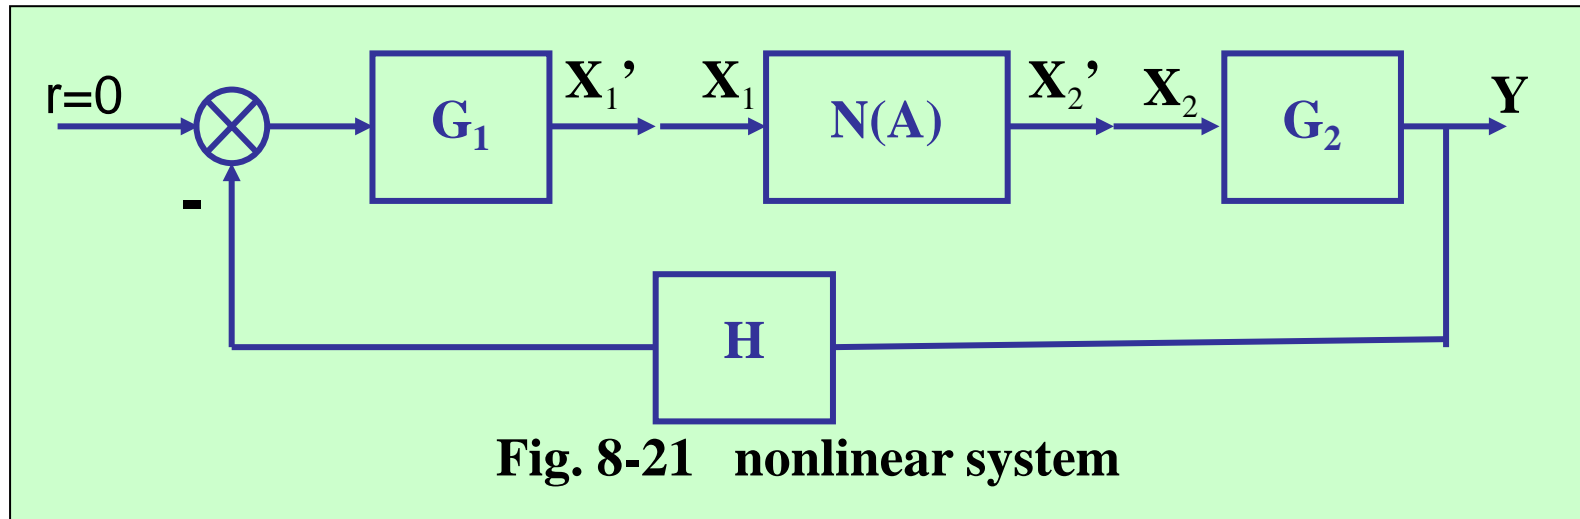 r=0 G₁ X₁’ X₁ N(A) X₂’ X₂ G₂ Y
-
H
Fig. 8-21 nonlinear system